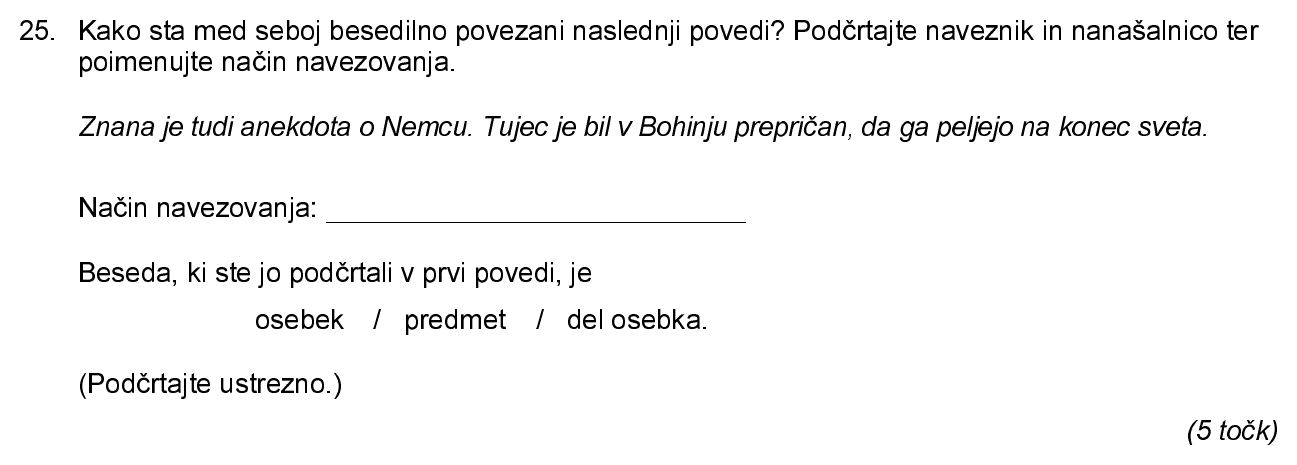 25. Kako sta med seboj besedilno povezani naslednji povedi? Podčrtajte naveznik in nanašalnico ter
poimenujte način navezovanja.
Znana je tudi anekdota o Nemcu. Tujec je bil v Bohinju prepričan, da ga peljejo na konec sveta.
Način navezovanja: ____________________________
Beseda, ki ste jo podčrtali v prvi povedi, je
osebek / predmet / del osebka.
(Podčrtajte ustrezno.)
(5 točk)